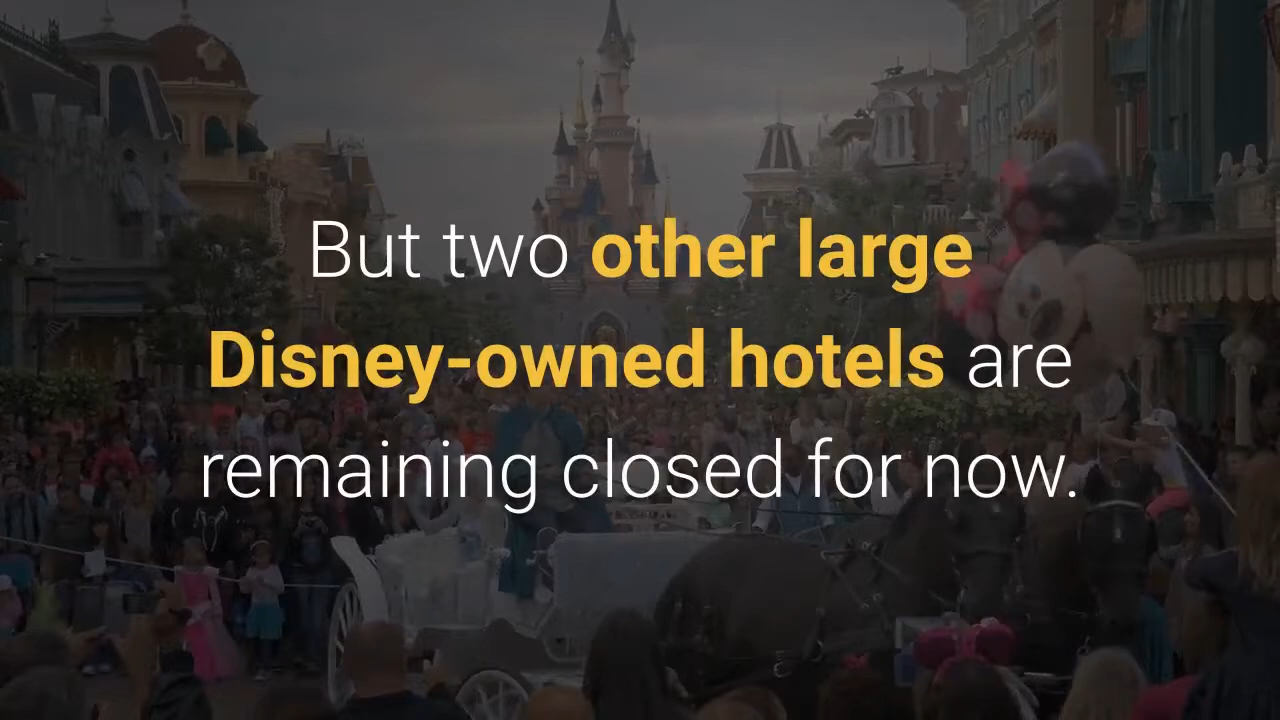 But two other large
Disney-owned hotels are
remaining closed for now.